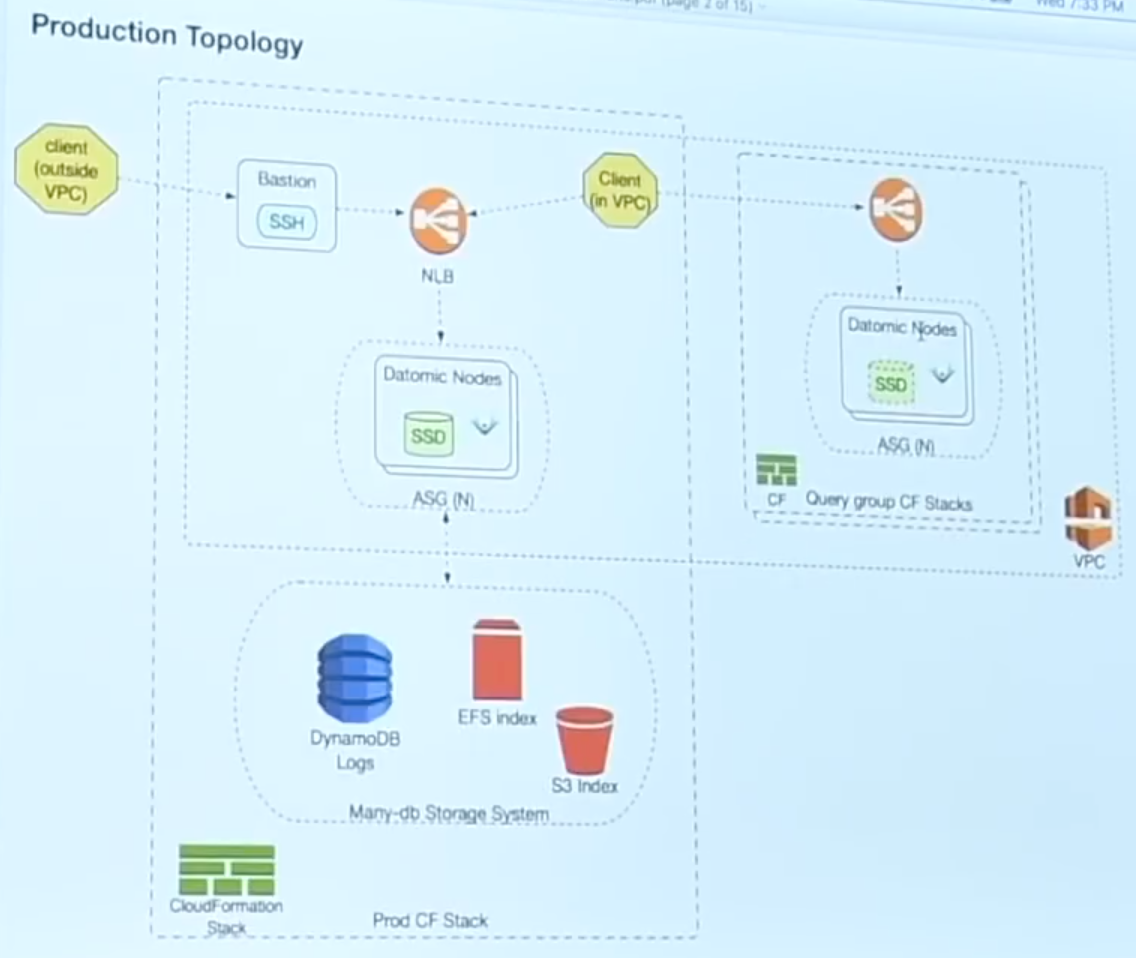 (page 2 of 15)
Wed 7:33 PM
Production Topology
client
(outside
VPC)
Bastion
SSH
NLB
Client
(in VPC)
Datomic Nodes
SSD
ASG (N)
Datomic Nodes
SSD
ASG (N)
CF
Query group CF Stacks
VPC
DynamoDB
Logs
EFS index
S3 Index
Many-db Storage System
CloudFormation
Stack
Prod CF Stack